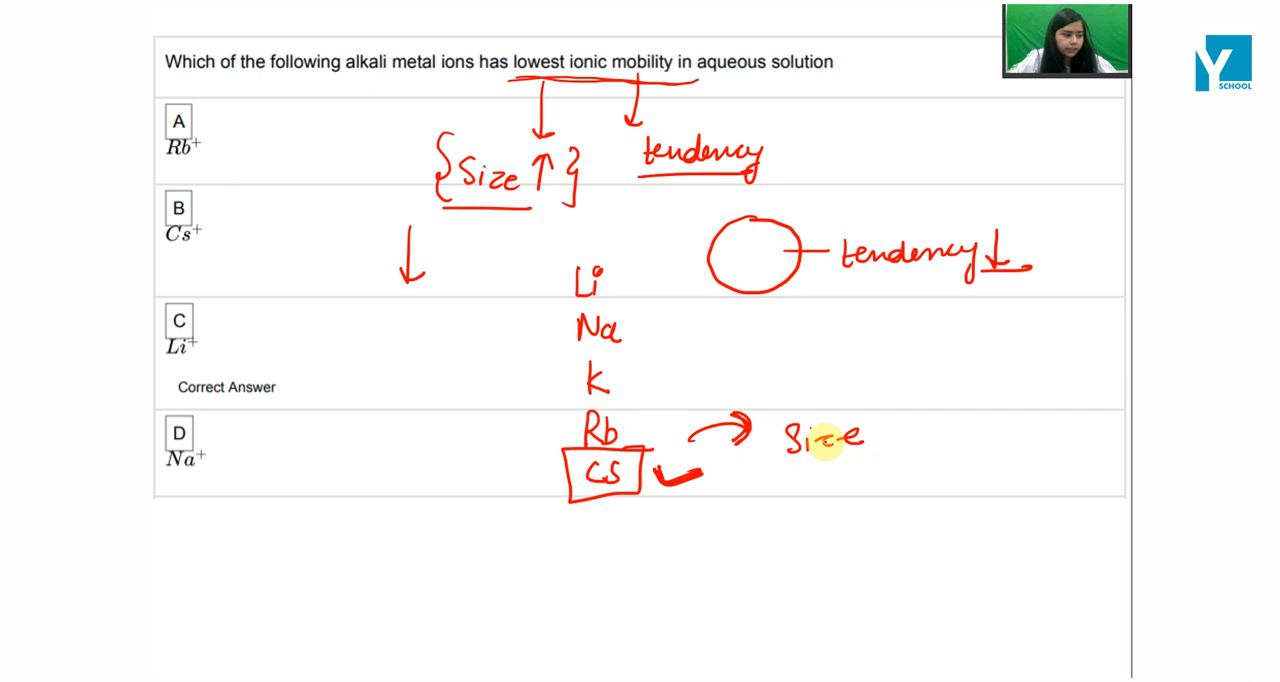 Which of the following alkali metal ions has lowest ionic mobility in aqueous solution
Y SCHOOL
A
Rb+
{Size ↑} tendency
B
Cs+
tendency ↓
Li
C
Li+
Na
K
Correct Answer
D
Na+
Rb
Size
Cs